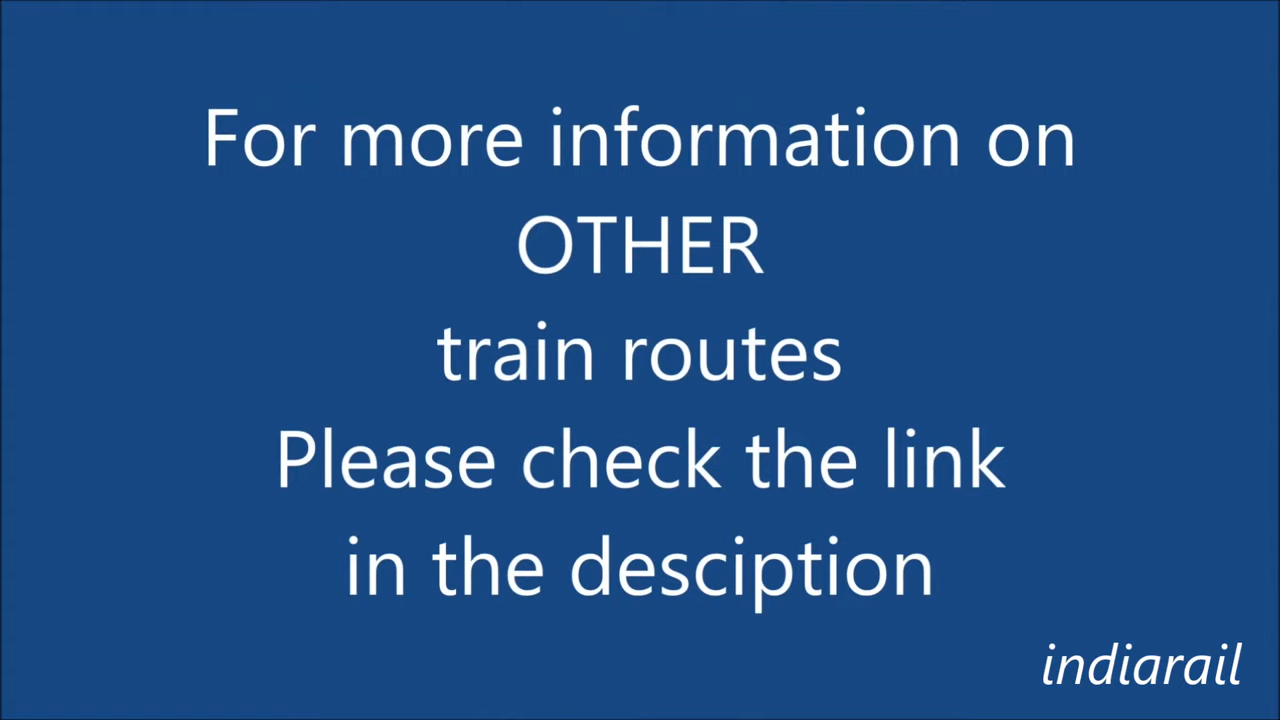 For more information on
OTHER
train routes
Please check the link
in the desciption
indiarail